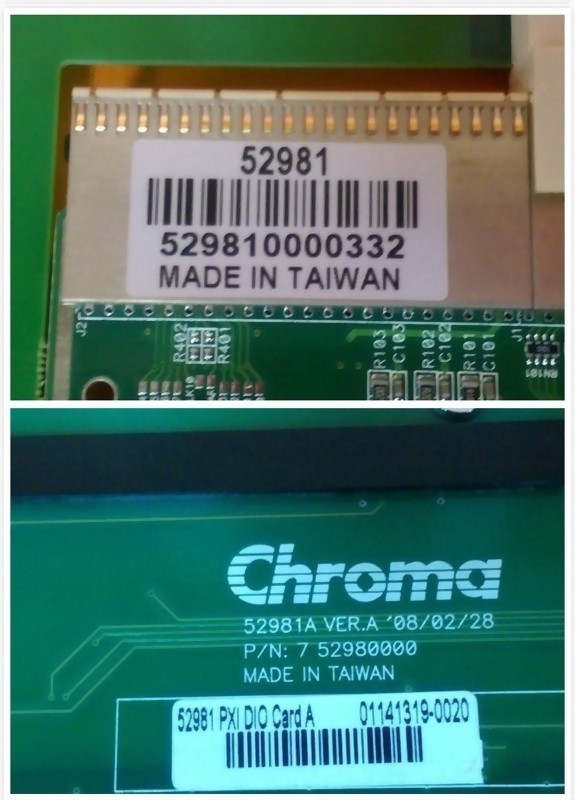 52981
529810000332
MADE IN TAIWAN
J2
R402
R401
R103
C103
R102
C102
R101
C101
RN101
Chroma
52981A VER.A '08/02/28
P/N: 7 52980000
MADE IN TAIWAN
52981 PXI DIO Card A 01141319-0020